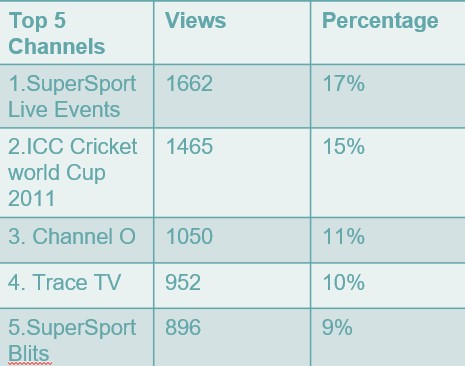 Top 5 Views Percentage
Channels
1.SuperSport 1662 17%
Live Events
2.ICC Cricket 1465 15%
world Cup
2011
3. Channel O 1050 11%
4. Trace TV 952 10%
5.SuperSport 896 9%
Blits